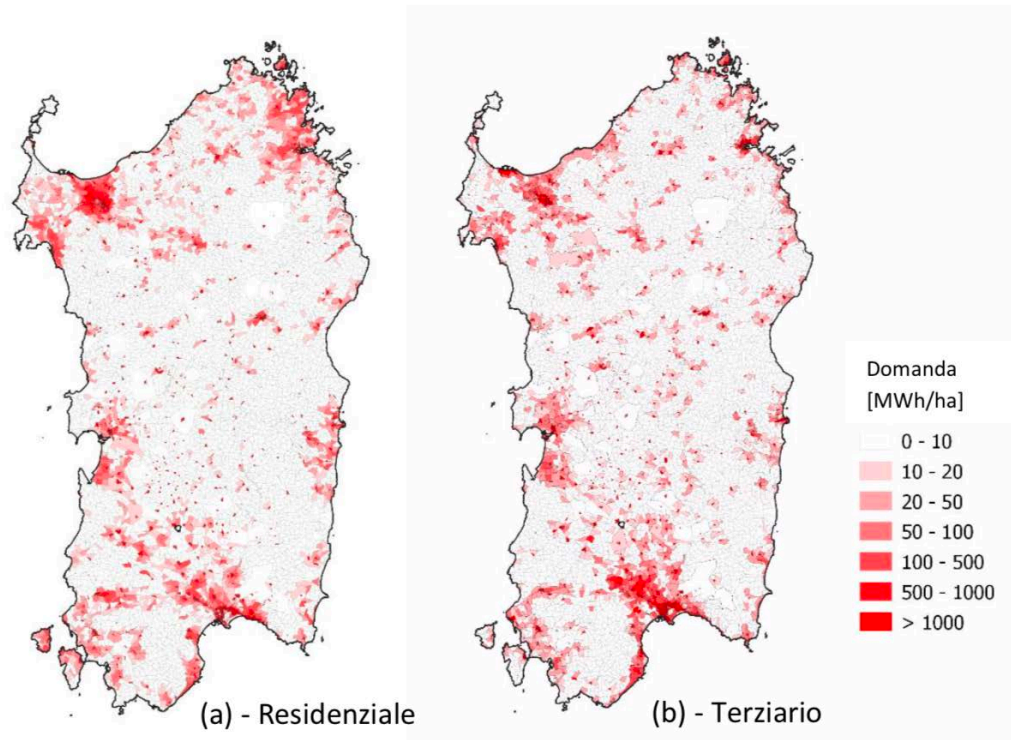 Domanda
[MWh/ha]
0 - 10
10 - 20
20 - 50
50 - 100
100 - 500
500 - 1000
> 1000
(a) - Residenziale
(b) - Terziario